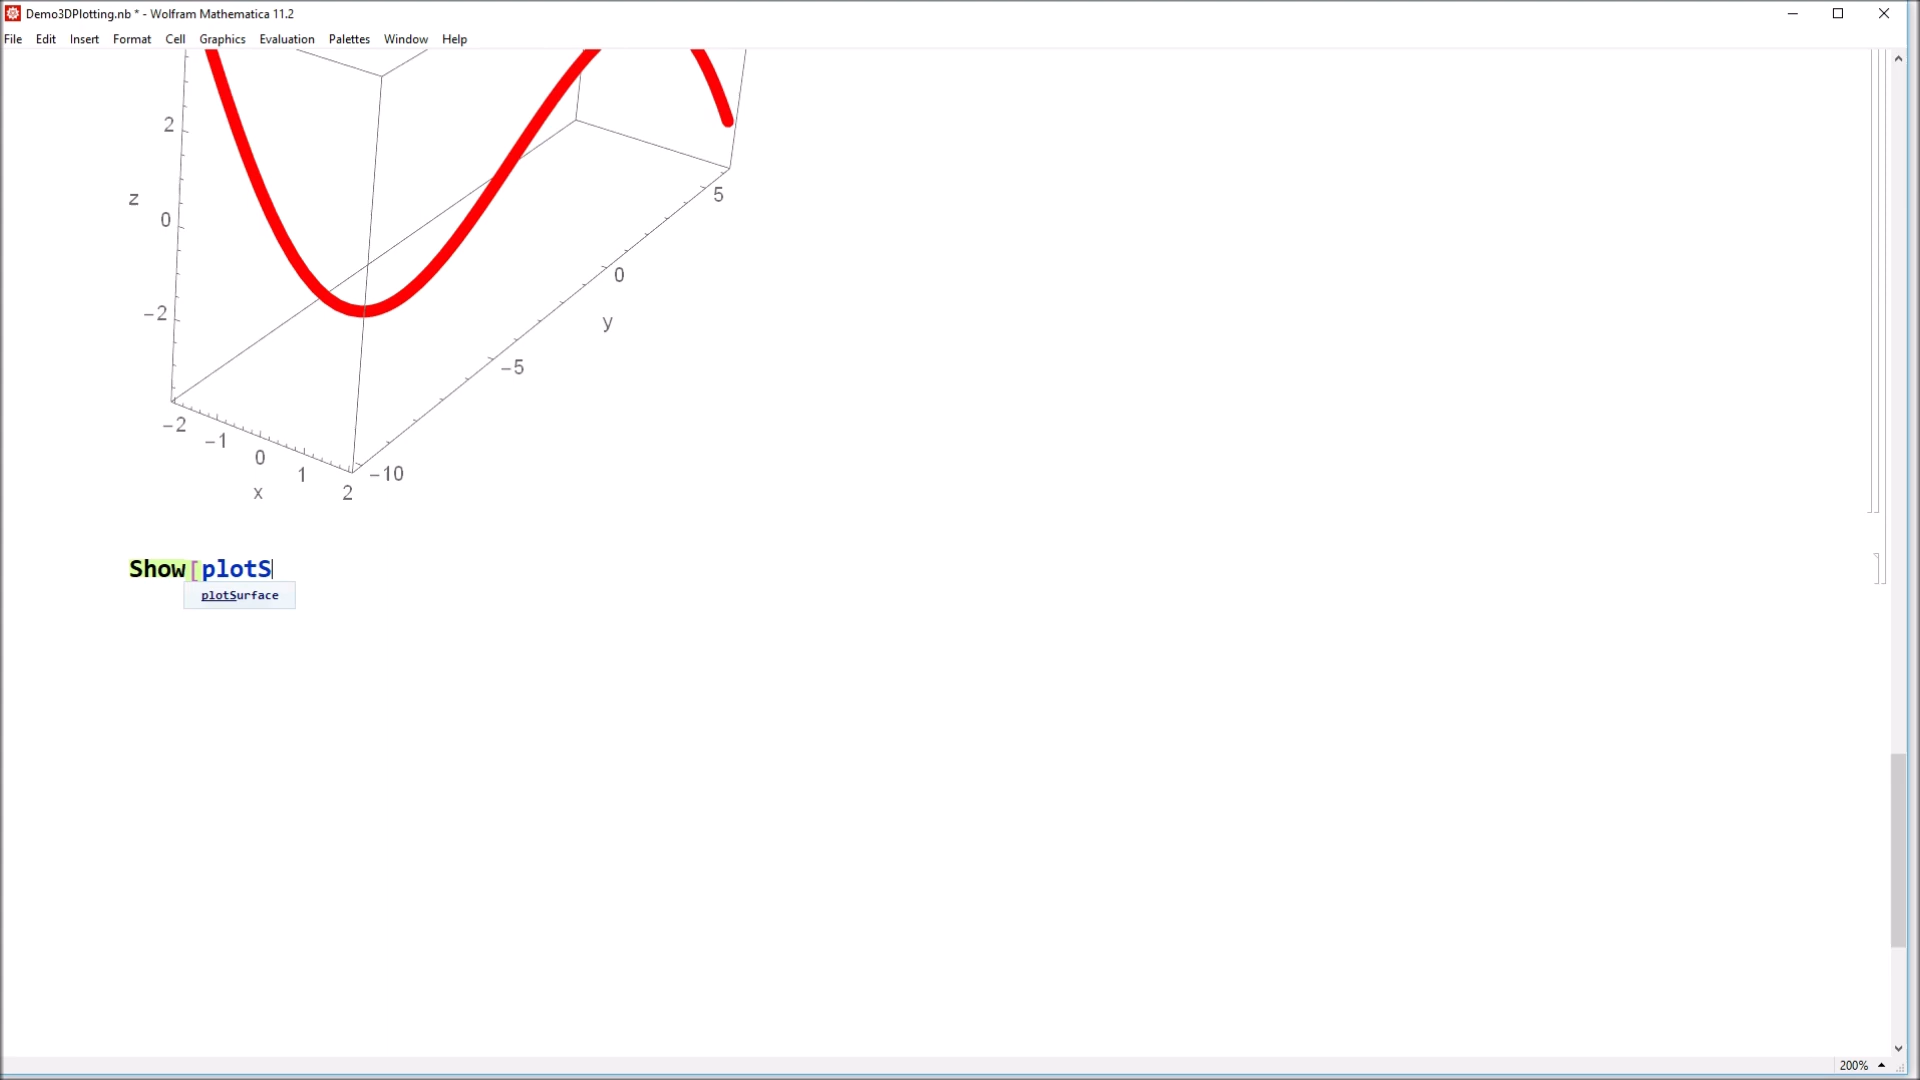 Demo3DPlotting.nb * - Wolfram Mathematica 11.2
File Edit Insert Format Cell Graphics Evaluation Palettes Window Help
2
z
0
-2
5
0
y
-5
-10
-2
-1
0
1
2
x
Show[plotS
plotSurface
200%